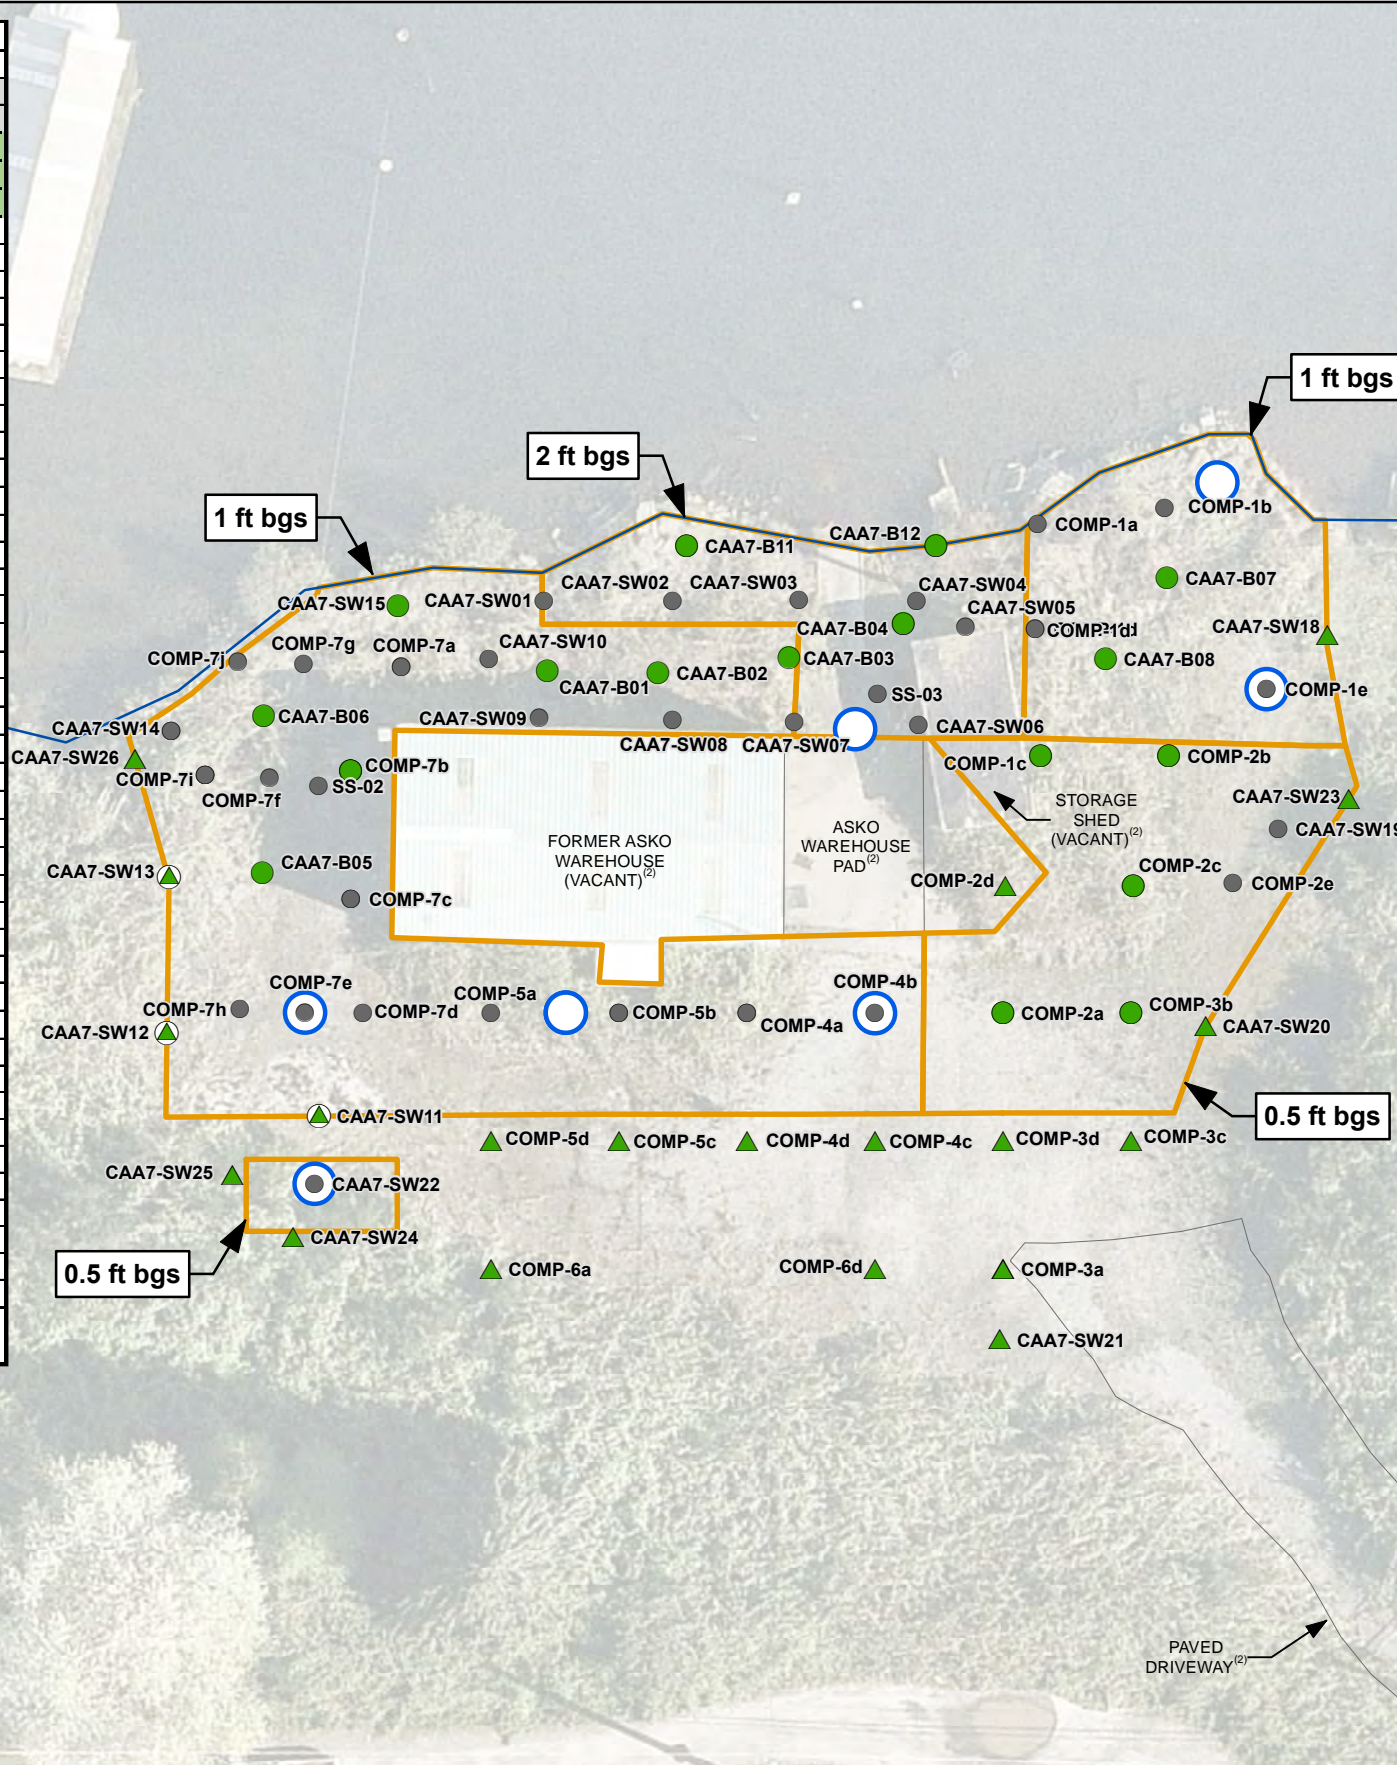 1 ft bgs
2 ft bgs
1 ft bgs
COMP-1b
COMP-1a
CAA7-B12
CAA7-B11
CAA7-B07
CAA7-SW02
CAA7-SW03
CAA7-SW04
CAA7-SW15
CAA7-SW01
CAA7-SW05
CAA7-B04
COMP-1d
CAA7-SW18
CAA7-SW10
COMP-7g
COMP-7a
COMP-7j
CAA7-B03
CAA7-B08
CAA7-B02
CAA7-B01
SS-03
COMP-1e
CAA7-B06
CAA7-SW09
CAA7-SW14
CAA7-SW06
CAA7-SW08
CAA7-SW07
CAA7-SW26
COMP-7b
COMP-1c
COMP-2b
COMP-7i
SS-02
COMP-7f
CAA7-SW23
STORAGE
SHED
(VACANT)(2)
CAA7-SW19
FORMER ASKO
WAREHOUSE
(VACANT)(2)
ASKO
WAREHOUSE
PAD(2)
CAA7-B05
CAA7-SW13
COMP-2c
COMP-2d
COMP-2e
COMP-7c
COMP-7e
COMP-4b
COMP-5a
COMP-7h
COMP-7d
COMP-5b
COMP-4a
COMP-2a
COMP-3b
CAA7-SW12
CAA7-SW20
CAA7-SW11
0.5 ft bgs
COMP-5d
COMP-5c
COMP-4d
COMP-4c
COMP-3d
COMP-3c
CAA7-SW25
CAA7-SW22
CAA7-SW24
0.5 ft bgs
COMP-6a
COMP-6d
COMP-3a
CAA7-SW21
PAVED
DRIVEWAY(2)